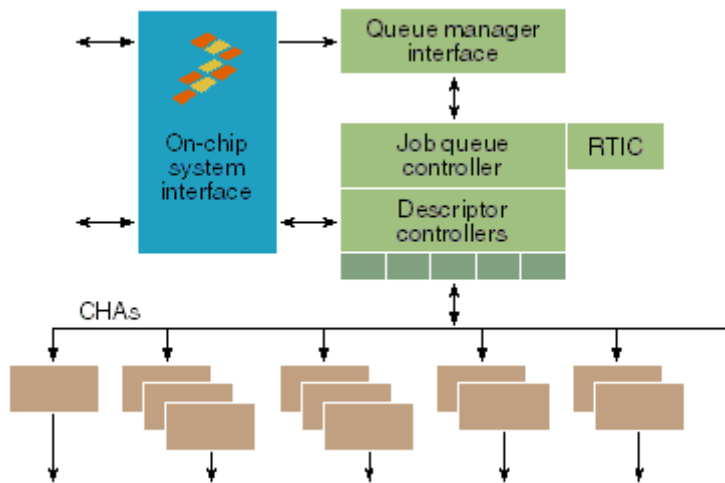 Queue manager
interface
On-chip
system
interface
Job queue
controller
RTIC
Descriptor
controllers
CHAs